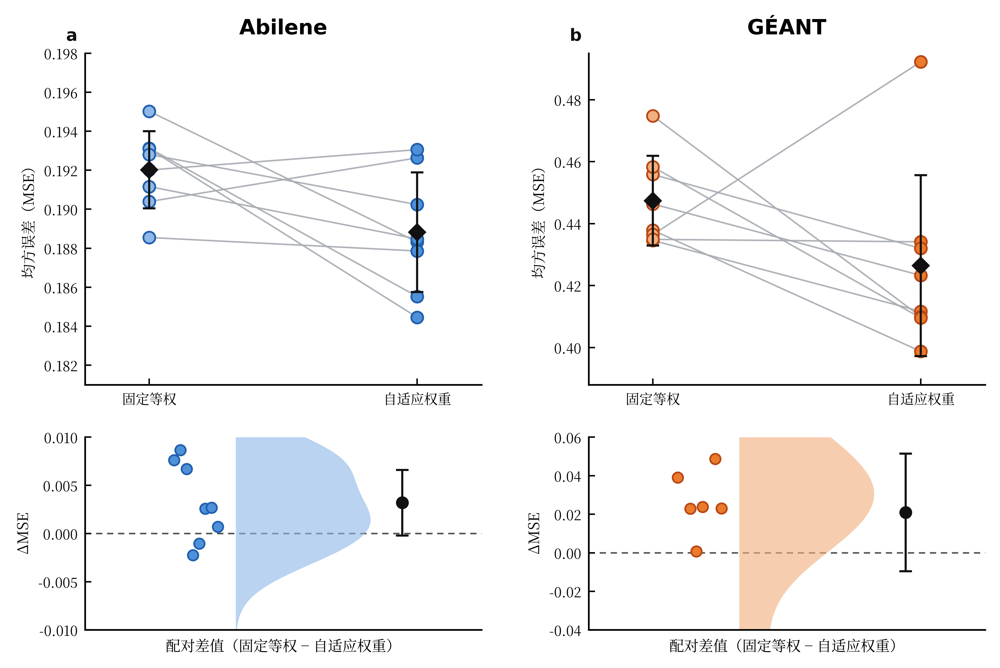 a
Abilene
均方误差（MSE）
0.198
0.196
0.194
0.192
0.190
0.188
0.186
0.184
0.182
固定等权
自适应权重
b
GÉANT
均方误差（MSE）
0.48
0.46
0.44
0.42
0.40
固定等权
自适应权重
ΔMSE
0.010
0.005
0.000
-0.005
-0.010
配对差值（固定等权 − 自适应权重）
ΔMSE
0.06
0.04
0.02
0.00
-0.02
-0.04
配对差值（固定等权 − 自适应权重）